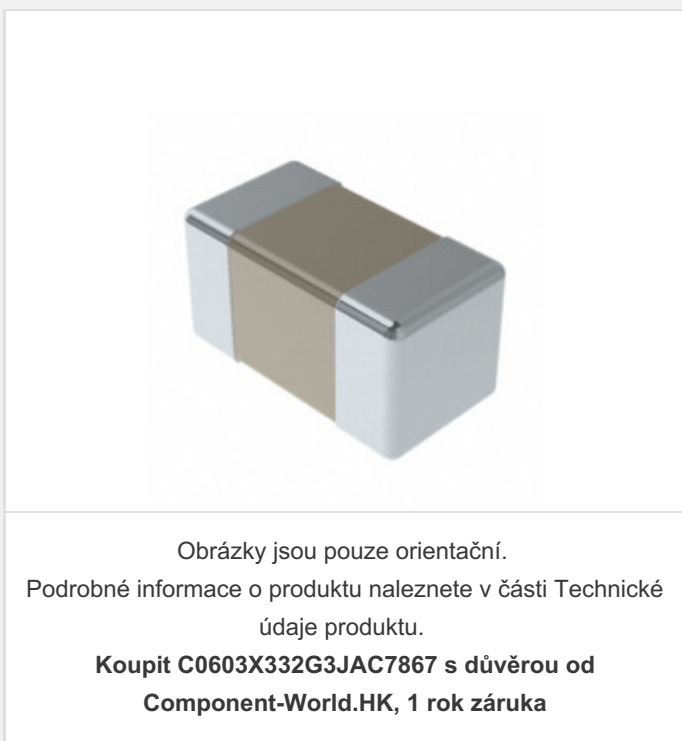 Obrázky jsou pouze orientační.
Podrobné informace o produktu naleznete v části Technické
údaje produktu.
Koupit C0603X332G3JAC7867 s důvěrou od
Component-World.HK, 1 rok záruka